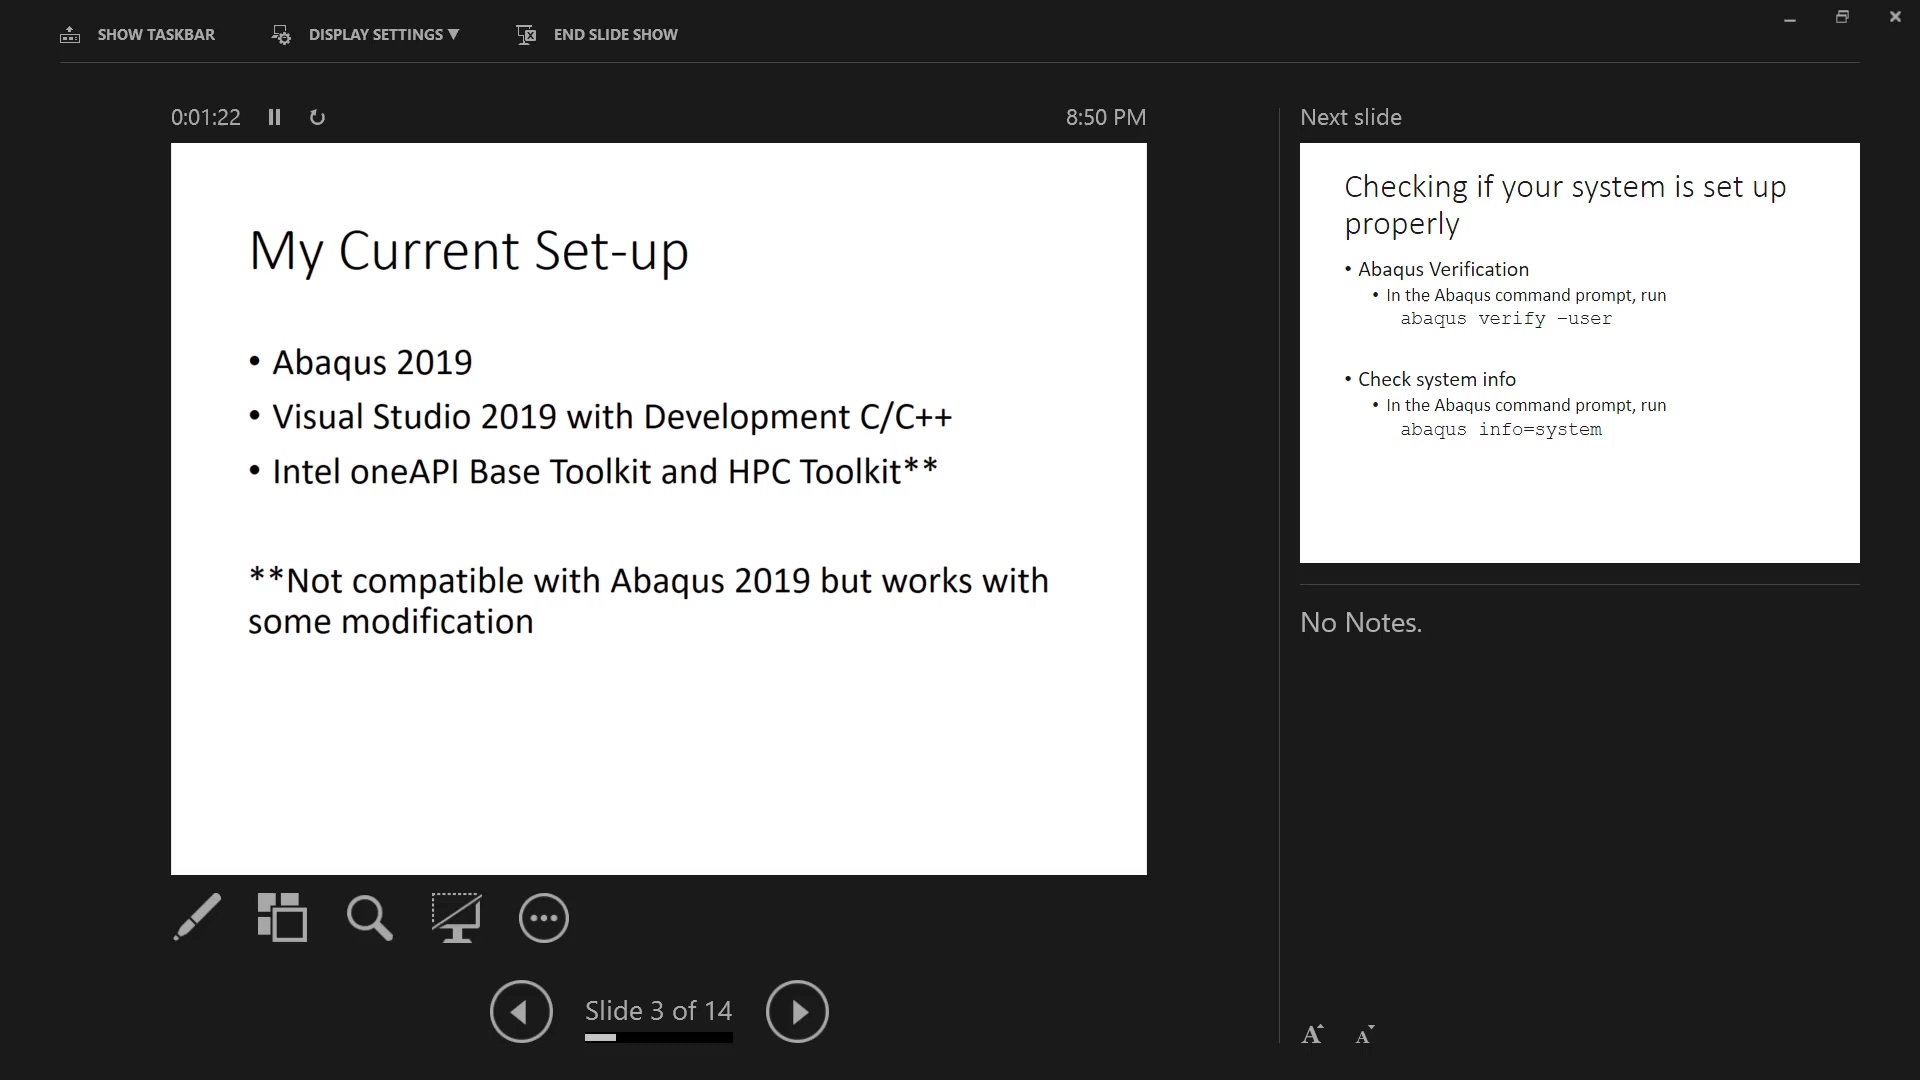 SHOW TASKBAR
DISPLAY SETTINGS ▼
END SLIDE SHOW
0:01:22
8:50 PM
My Current Set-up
• Abaqus 2019
• Visual Studio 2019 with Development C/C++
• Intel oneAPI Base Toolkit and HPC Toolkit**
**Not compatible with Abaqus 2019 but works with
some modification
Slide 3 of 14
Next slide
Checking if your system is set up
properly
• Abaqus Verification
• In the Abaqus command prompt, run
abaqus verify –user
• Check system info
• In the Abaqus command prompt, run
abaqus info=system
No Notes.
A A